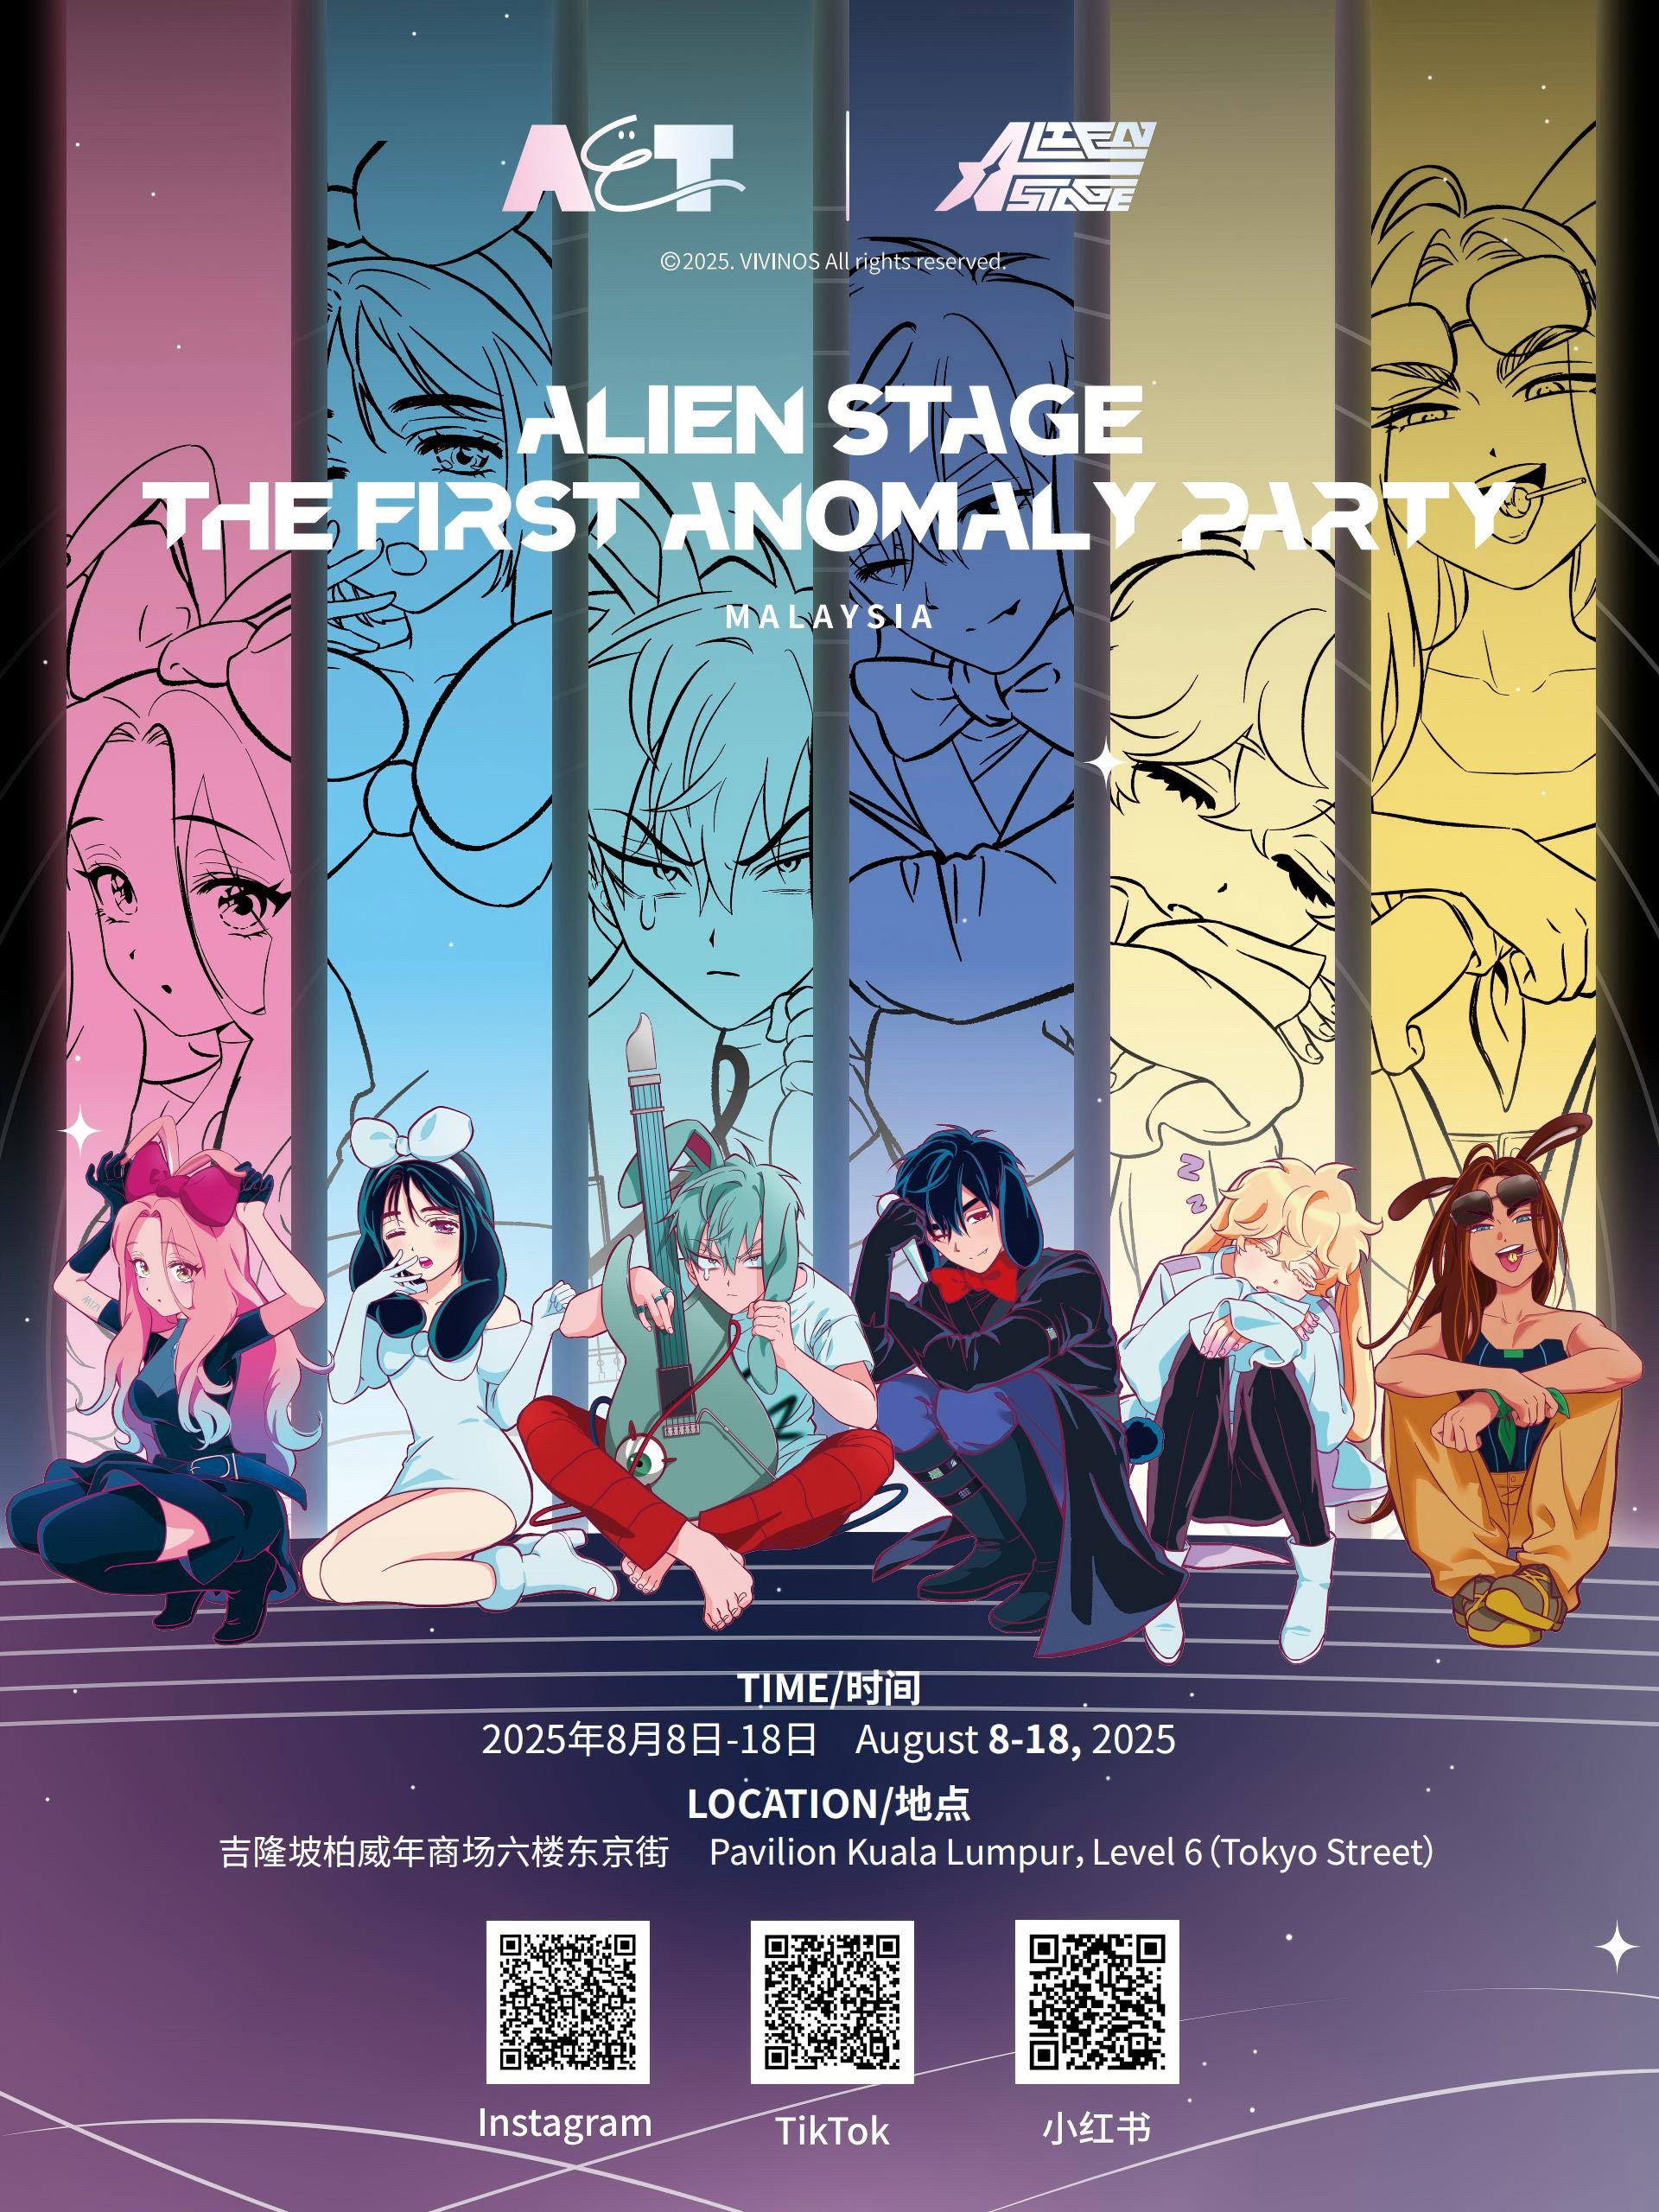 AET
ALIEN STAGE
©2025. VIVINOS All rights reserved.
ALIEN STAGE
THE FIRST ANOMALY PARTY
MALAYSIA
Z
Z
TIME/时间
2025年8月8日-18日 August 8-18, 2025
LOCATION/地点
吉隆坡柏威年商场六楼东京街 Pavilion Kuala Lumpur, Level 6 (Tokyo Street)
Instagram TikTok 小红书